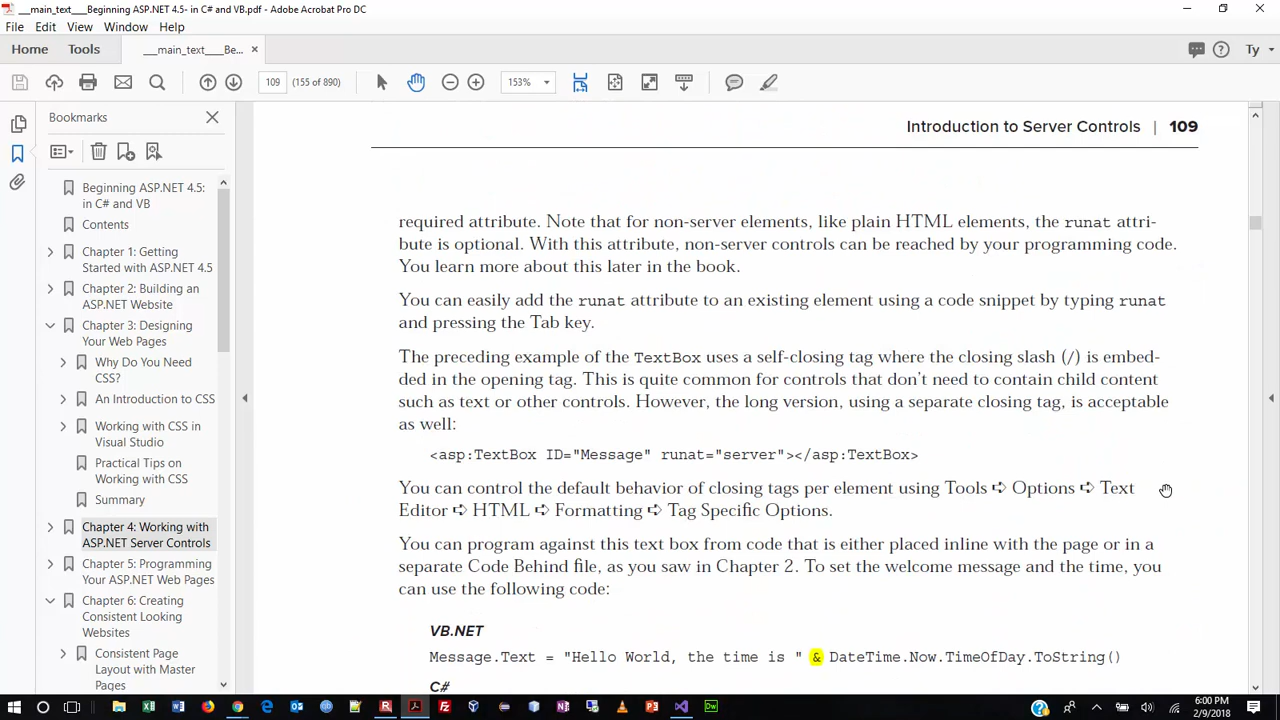 ___main_text___Beginning ASP.NET 4.5- in C# and VB.pdf - Adobe Acrobat Pro DC
File Edit View Window Help
Home Tools ___main_text___Be... Ty
109 (155 of 890) 153%
Bookmarks
Beginning ASP.NET 4.5:
in C# and VB
Contents
Chapter 1: Getting
Started with ASP.NET 4.5
Chapter 2: Building an
ASP.NET Website
Chapter 3: Designing
Your Web Pages
Why Do You Need
CSS?
An Introduction to CSS
Working with CSS in
Visual Studio
Practical Tips on
Working with CSS
Summary
Chapter 4: Working with
ASP.NET Server Controls
Chapter 5: Programming
Your ASP.NET Web Pages
Chapter 6: Creating
Consistent Looking
Websites
Consistent Page
Layout with Master
Pages
Introduction to Server Controls | 109
required attribute. Note that for non-server elements, like plain HTML elements, the runat attri-
bute is optional. With this attribute, non-server controls can be reached by your programming code.
You learn more about this later in the book.
You can easily add the runat attribute to an existing element using a code snippet by typing runat
and pressing the Tab key.
The preceding example of the TextBox uses a self-closing tag where the closing slash (/) is embed-
ded in the opening tag. This is quite common for controls that don't need to contain child content
such as text or other controls. However, the long version, using a separate closing tag, is acceptable
as well:
<asp:TextBox ID="Message" runat="server"></asp:TextBox>
You can control the default behavior of closing tags per element using Tools ➪ Options ➪ Text
Editor ➪ HTML ➪ Formatting ➪ Tag Specific Options.
You can program against this text box from code that is either placed inline with the page or in a
separate Code Behind file, as you saw in Chapter 2. To set the welcome message and the time, you
can use the following code:
VB.NET
Message.Text = "Hello World, the time is " & DateTime.Now.TimeOfDay.ToString()
C#
6:00 PM
2/9/2018